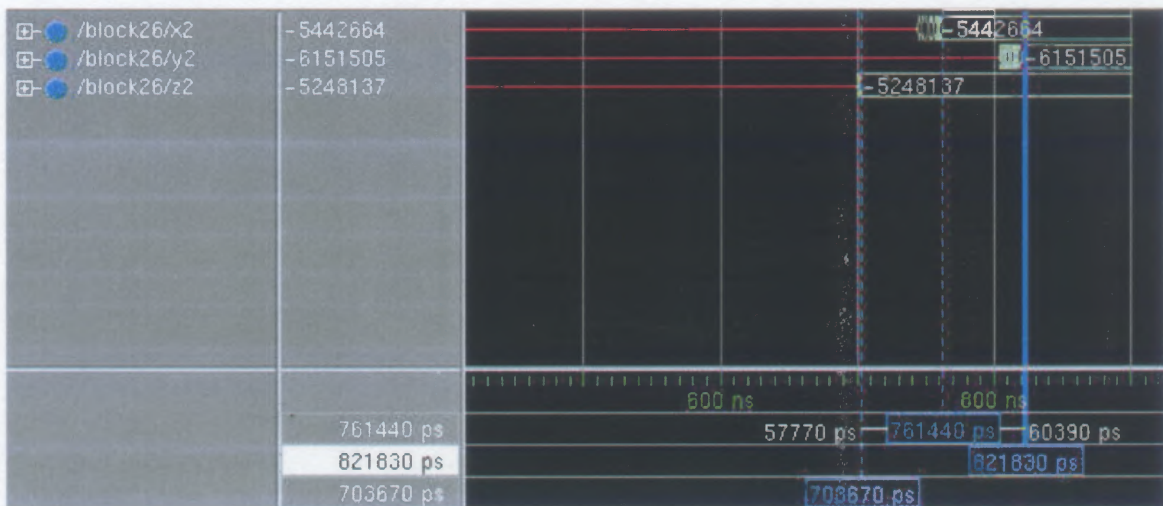 /block26/x2 -5442664 -5442664
/block26/y2 -6151505 -6151505
/block26/z2 -5248137 -5248137
600 ns 800 ns
761440 ps 57770 ps 761440 ps 60390 ps
821830 ps 821830 ps
703670 ps 703670 ps